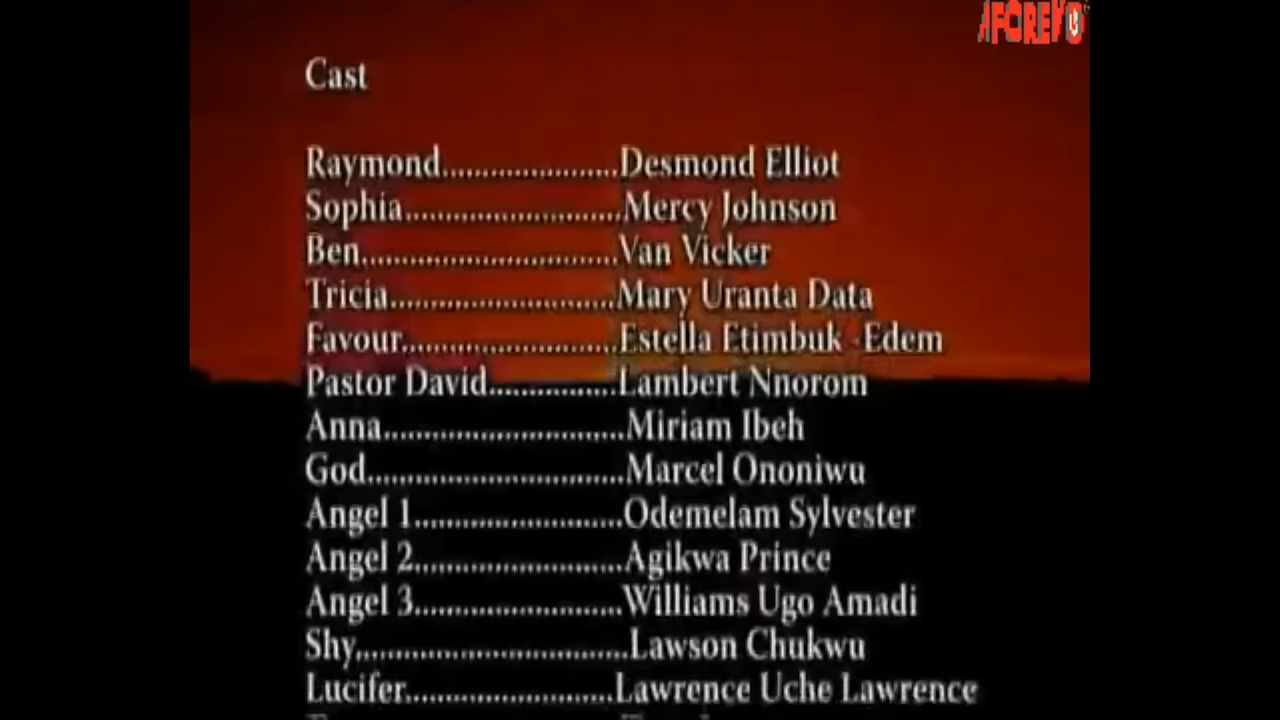 Cast
Raymond......................Desmond Elliot
Sophia...........................Mercy Johnson
Ben................................Van Vicker
Tricia............................Mary Uranta Data
Favour...........................Estella Etimbuk -Edem
Pastor David................Lambert Nnorom
Anna..............................Miriam Ibeh
God................................Marcel Ononiwu
Angel 1..........................Odemelam Sylvester
Angel 2..........................Agikwa Prince
Angel 3..........................Williams Ugo Amadi
Shy..................................Lawson Chukwu
Lucifer..........................Lawrence Uche Lawrence